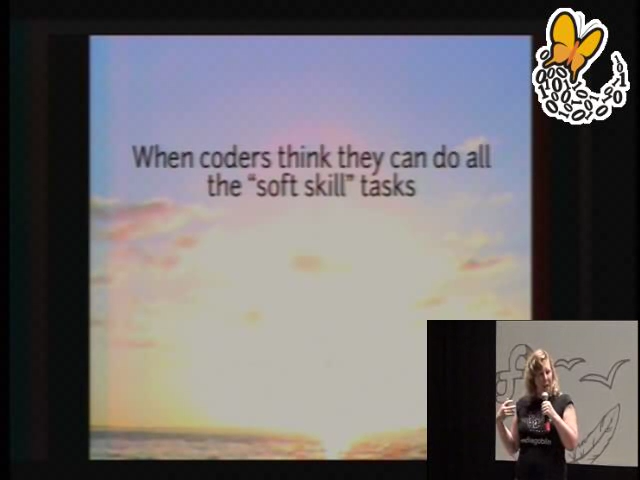 When coders think they can do all
the “soft skill” tasks